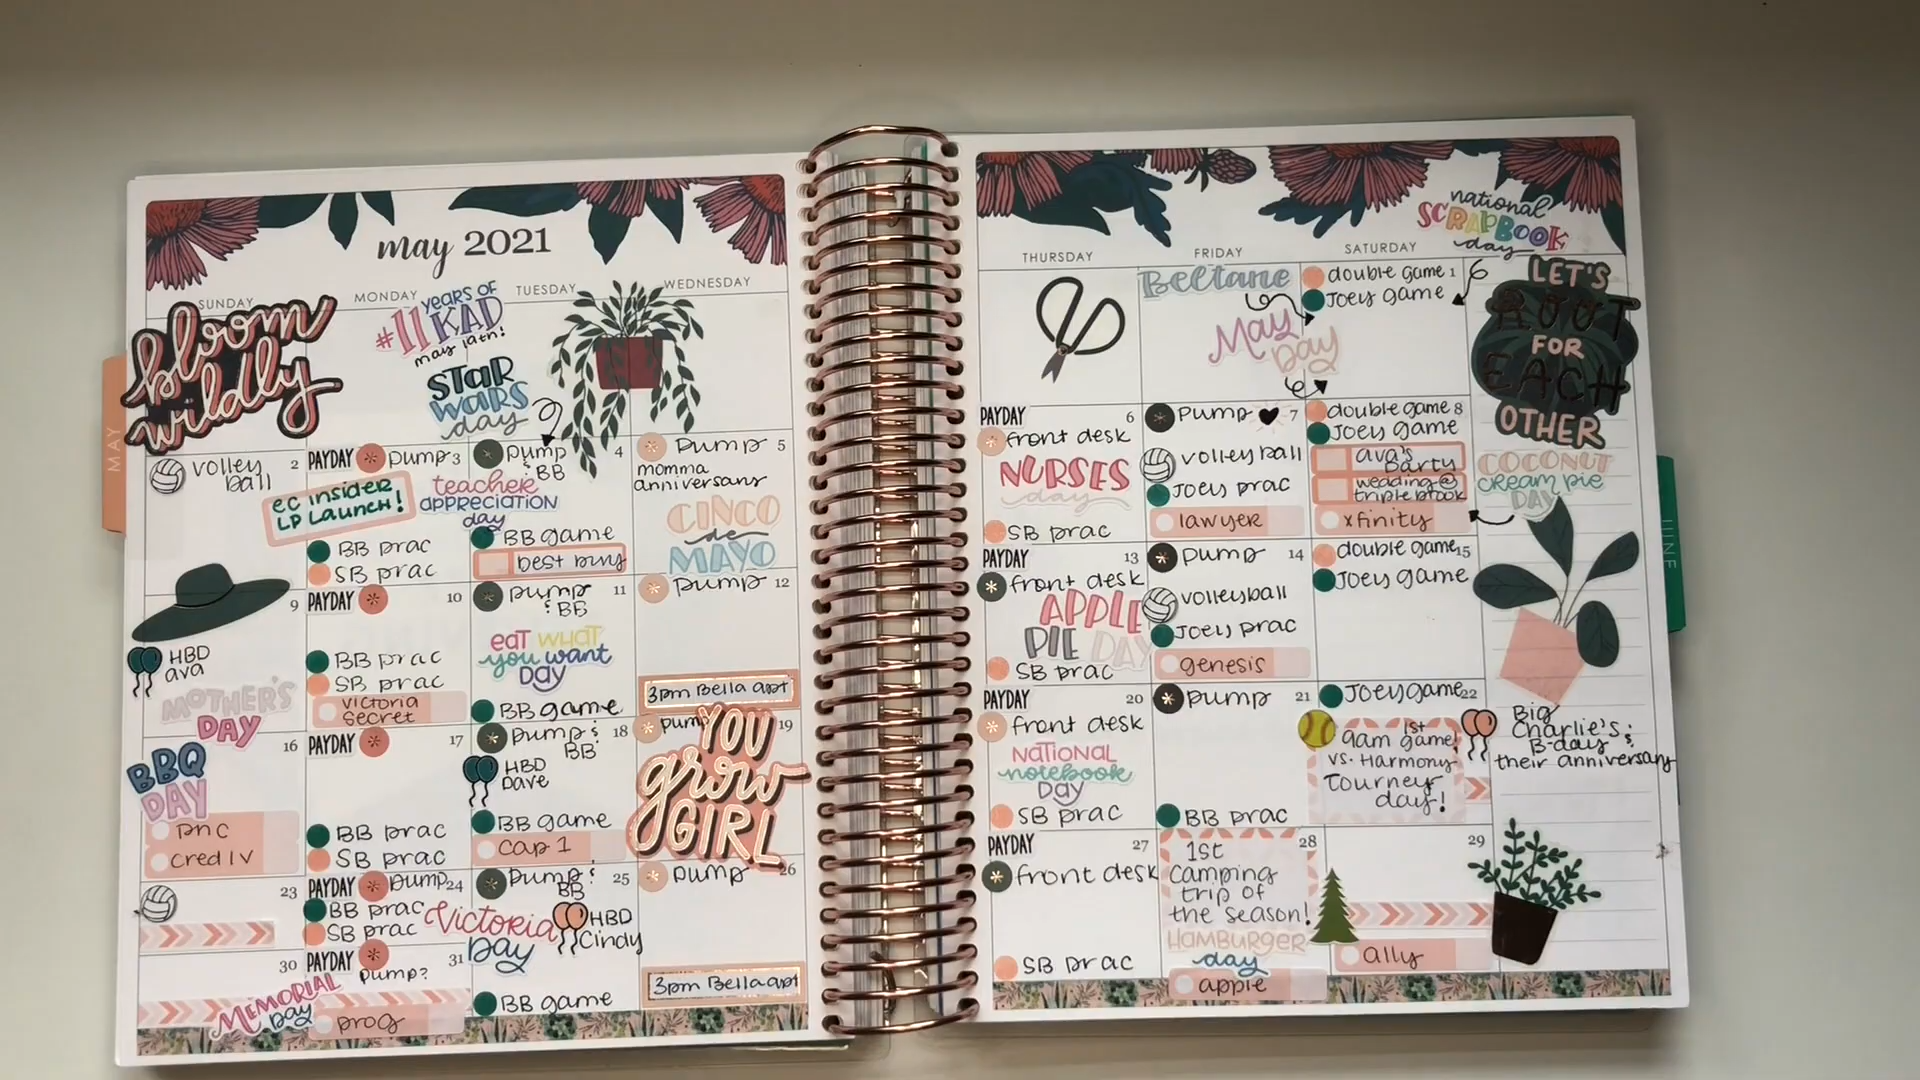 may 2021
SUNDAY
MONDAY
TUESDAY
WEDNESDAY
bloom
wildly
#11 years of
KAD
may 19th!
STAR
WARS
day
2
volley
ball
PAYDAY
pump
3
EC INSIDER
LP LAUNCH!
BB prac
SB prac
pump
& BB
4
teacher
APPRECIATION
day
BB game
best buy
pump
5
momma
anniversary
CINCO
de
MAYO
9
HBD
ava
MOTHER'S
DAY
PAYDAY
10
BB prac
SB prac
victoria
secret
pump
& BB
11
eat what
you want
Day
BB game
pump
12
3pm Bella apt
16
BBQ
DAY
pnc
cred 1v
PAYDAY
17
BB prac
SB prac
pump &
BB
18
HBD
Dave
BB game
cap 1
pump
19
YOU
grow
GIRL
23
PAYDAY
pump
24
BB prac
SB prac
Victoria
Day
pump &
BB
25
HBD
Cindy
pump
26
30
MEMORIAL
Day
PAYDAY
31
pump?
prog
BB game
3pm Bella apt
MAY
THURSDAY
FRIDAY
SATURDAY
national
SCRAPBOOK
day
Beltane
May
Day
double game
1
Joey game
LET'S
ROOT
FOR
EACH
OTHER
PAYDAY
6
front desk
NURSES
day
SB prac
pump
7
volleyball
Joey prac
lawyer
double game
8
Joey game
ava's
party
wedding @
triple brook
xfinity
COCONUT
cream pie
DAY
PAYDAY
13
front desk
APPLE
PIE DAY
SB prac
pump
14
volleyball
Joey prac
genesis
double game
15
Joey game
PAYDAY
20
front desk
NATIONAL
notebook
Day
SB prac
pump
21
BB prac
Joey game
22
1st
9am game
vs. Harmony
Tourney
day!
Big
Charlie's
B-day &
their anniversary
PAYDAY
27
front desk
SB prac
28
1st
camping
trip of
the season!
HAMBURGER
day
apple
29
ally
JUNE